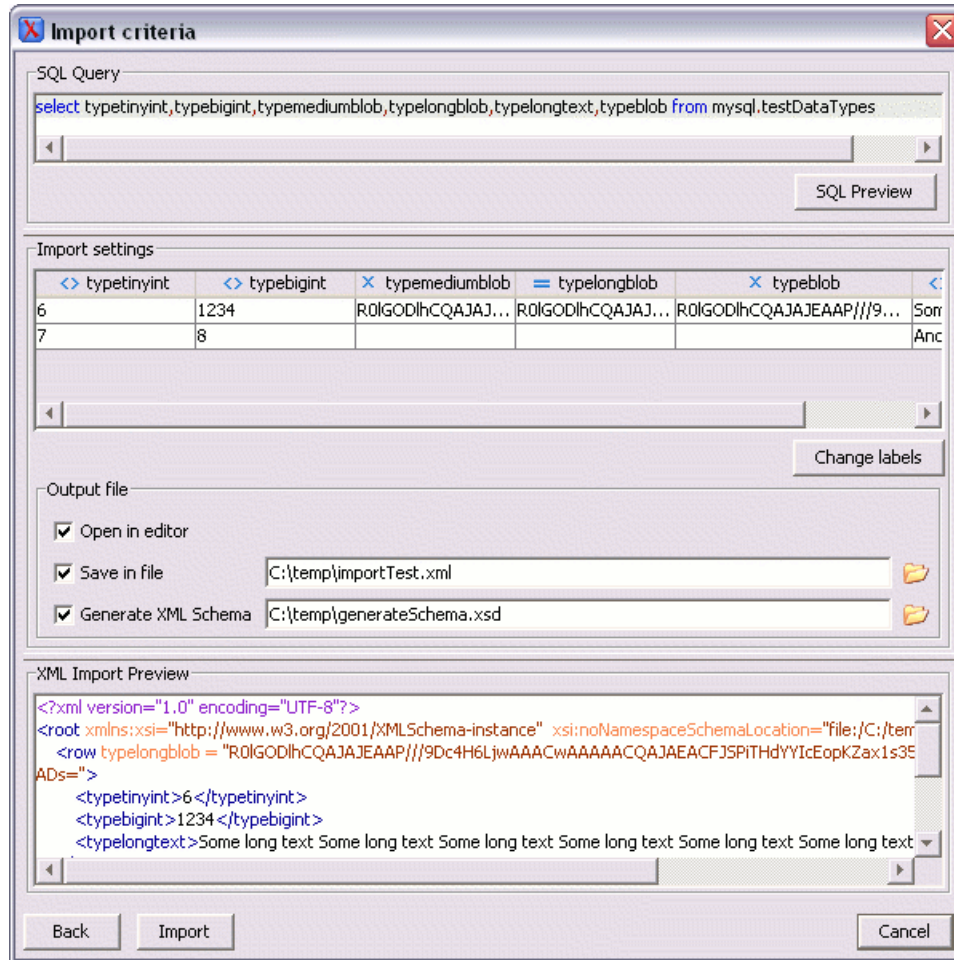 Import criteria
SQL Query
select typetinyint,typebigint,typemediumblob,typelongblob,typelongtext,typeblob from mysql.testDataTypes
SQL Preview
Import settings
<> typetinyint <> typebigint X typemediumblob = typelongblob X typeblob <
6 1234 R0lGODlhCQAJAJ... R0lGODlhCQAJAJ... R0lGODlhCQAJAJEAAP///9... Som
7 8 Anc
Change labels
Output file
Open in editor
Save in file C:\temp\importTest.xml
Generate XML Schema C:\temp\generateSchema.xsd
XML Import Preview
<?xml version="1.0" encoding="UTF-8"?>
<root xmlns:xsi="http://www.w3.org/2001/XMLSchema-instance" xsi:noNamespaceSchemaLocation="file:/C:/tem
<row typelongblob = "R0lGODlhCQAJAJEAAP///9Dc4H6LjwAAACwAAAAACQAJAEACFJSPiTHdYYIcEopKZax1s35
ADs=">
<typetinyint>6</typetinyint>
<typebigint>1234</typebigint>
<typelongtext>Some long text Some long text Some long text Some long text Some long text Some long text
Back Import Cancel